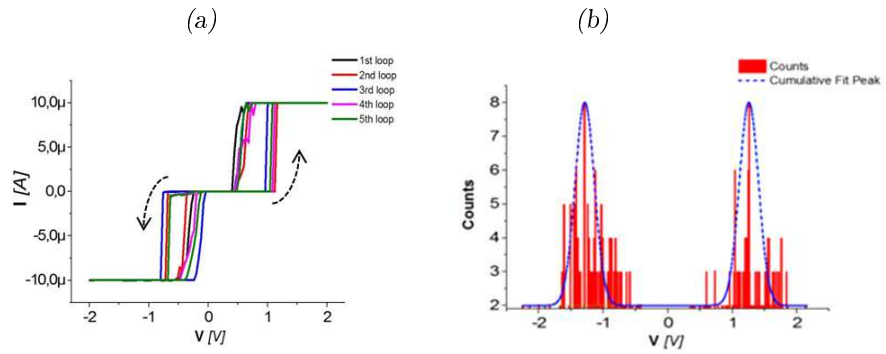 (a)
1st loop
2nd loop
3rd loop
4th loop
5th loop
10,0µ
5,0µ
0,0
-5,0µ
-10,0µ
I [A]
-2 -1 0 1 2
V [V]
(b)
Counts
Cumulative Fit Peak
8
7
6
5
4
3
2
Counts
-2 -1 0 1 2
V [V]